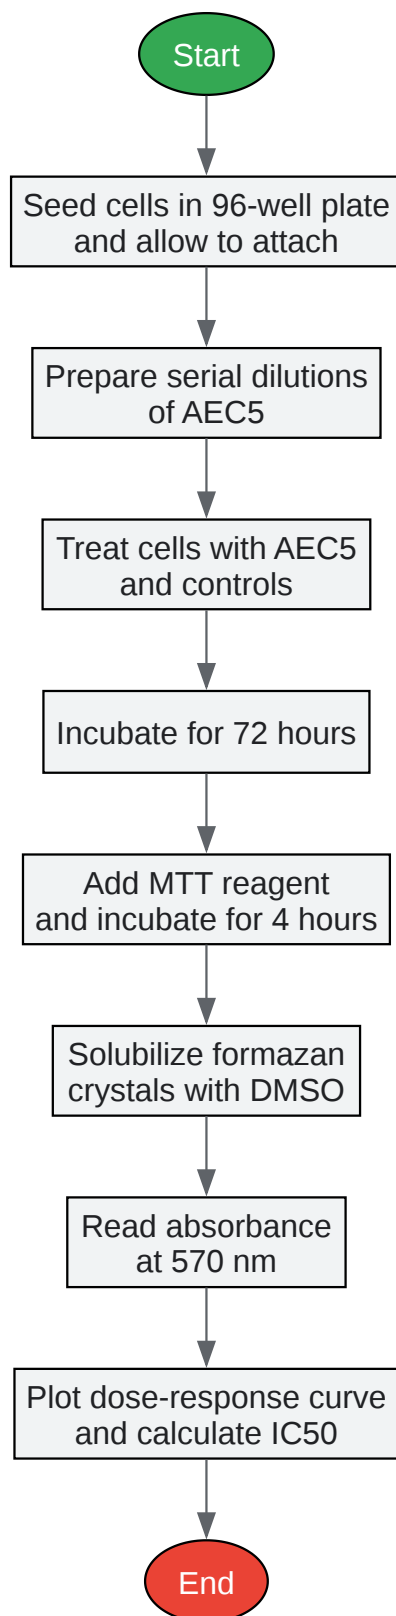 Start
Seed cells in 96-well plate
and allow to attach
Prepare serial dilutions
of AEC5
Treat cells with AEC5
and controls
Incubate for 72 hours
Add MTT reagent
and incubate for 4 hours
Solubilize formazan
crystals with DMSO
Read absorbance
at 570 nm
Plot dose-response curve
and calculate IC50
End